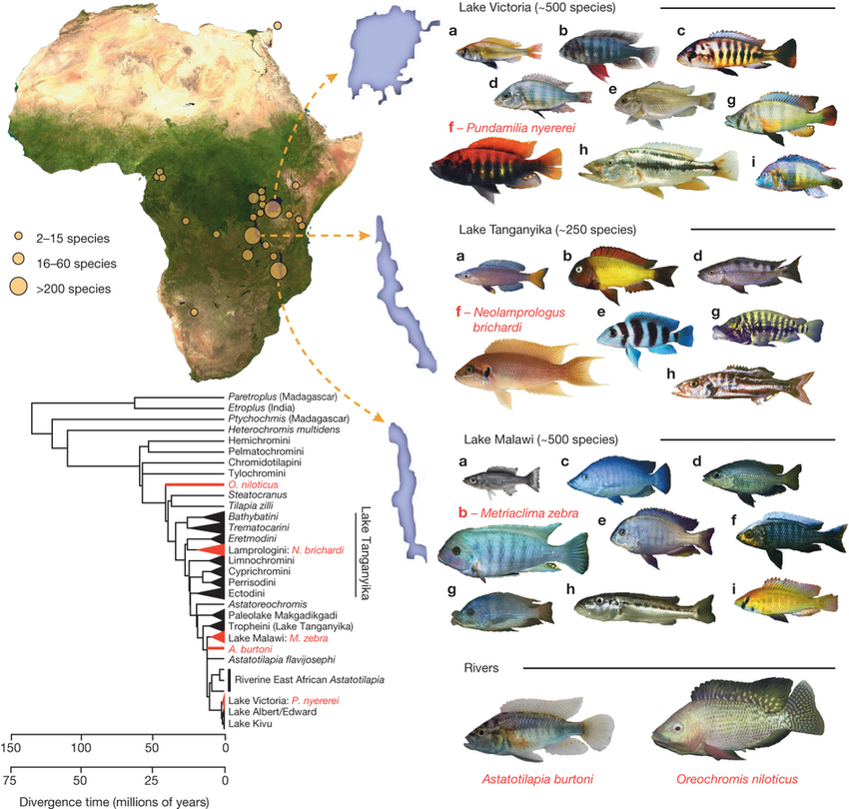 Lake Victoria (~500 species)
a
b
c
d
e
g
f – Pundamilia nyererei
h
i
2–15 species
16–60 species
>200 species
Lake Tanganyika (~250 species)
a
b
d
f – Neolamprologus
brichardi
e
g
h
Lake Malawi (~500 species)
a
c
d
b – Metriaclima zebra
e
f
g
h
i
Rivers
Astatotilapia burtoni
Oreochromis niloticus
Paretroplus (Madagascar)
Etroplus (India)
Ptychochmis (Madagascar)
Heterochromis multidens
Hemichromini
Pelmatochromini
Chromidotilapini
Tylochromini
O. niloticus
Steatocranus
Tilapia zilli
Bathybatini
Trematocarini
Eretmodini
Lamprologini: N. brichardi
Limnochromini
Cyprichromini
Perrisodini
Ectodini
Lake Tanganyika
Astatoreochromis
Paleolake Makgadikgadi
Tropheini (Lake Tanganyika)
Lake Malawi: M. zebra
A. burtoni
Astatotilapia flavijosephi
Riverine East African Astatotilapia
Lake Victoria: P. nyererei
Lake Albert/Edward
Lake Kivu
150 100 50 0
75 50 25 0
Divergence time (millions of years)